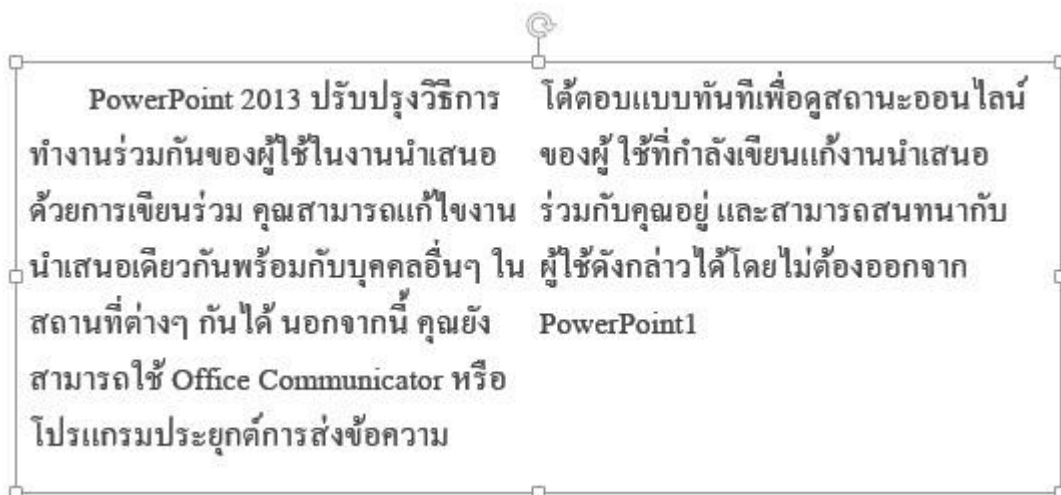 PowerPoint 2013 ปรับปรุงวิธีการ
ทำงานร่วมกันของผู้ใช้ในงานนำเสนอ
ด้วยการเขียนร่วม คุณสามารถแก้ไขงาน
นำเสนอเดียวกันพร้อมกับบุคคลอื่นๆ ใน
สถานที่ต่างๆ กันได้ นอกจากนี้ คุณยัง
สามารถใช้ Office Communicator หรือ
โปรแกรมประยุกต์การส่งข้อความ
โต้ตอบแบบทันทีเพื่อดูสถานะออนไลน์
ของผู้ ใช้ที่กำลังเขียนแก้งานนำเสนอ
ร่วมกับคุณอยู่ และสามารถสนทนากับ
ผู้ใช้ดังกล่าวได้โดยไม่ต้องออกจาก
PowerPoint1